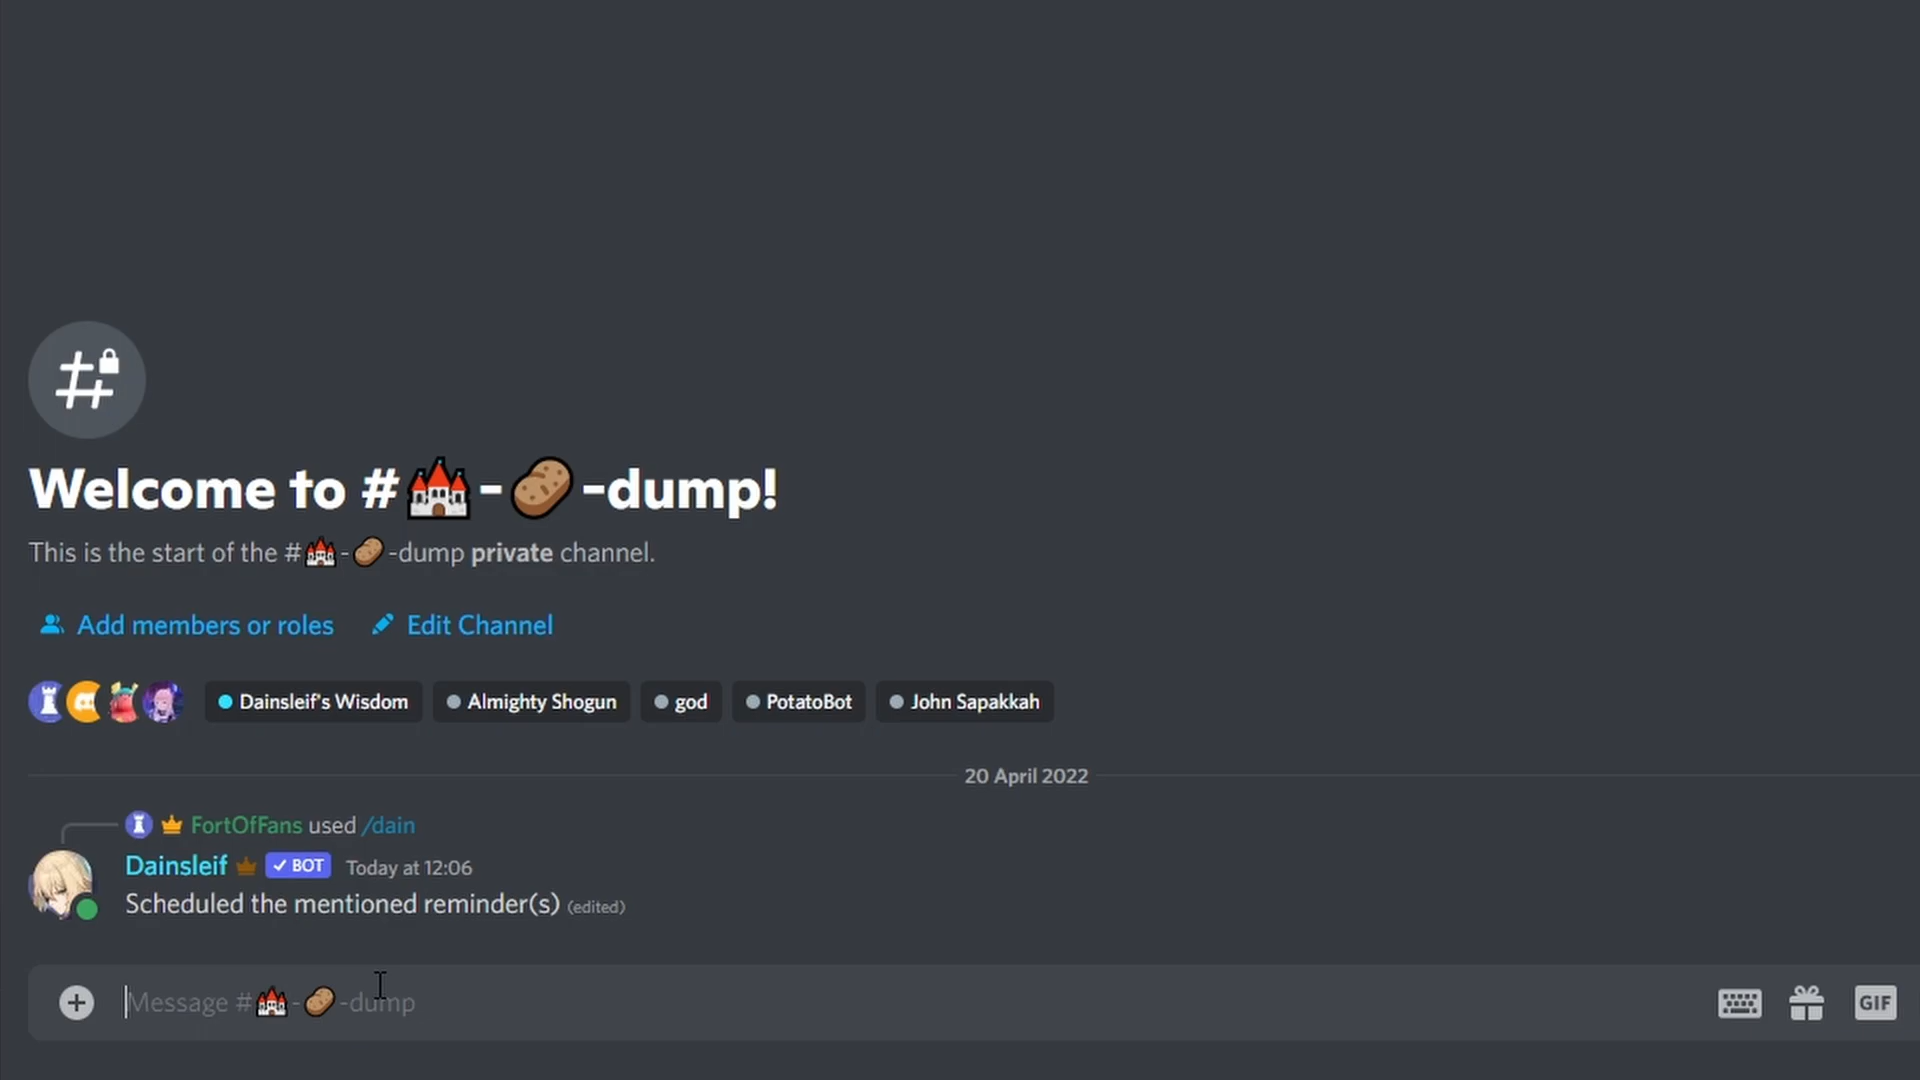 Welcome to #🏰-🥔-dump!
This is the start of the #🏰-🥔-dump private channel.
Add members or roles Edit Channel
Dainsleif's Wisdom Almighty Shogun god PotatoBot John Sapakkah
20 April 2022
FortOfFans used /dain
Dainsleif ✓ BOT Today at 12:06
Scheduled the mentioned reminder(s) (edited)
Message #🏰-🥔-dump GIF